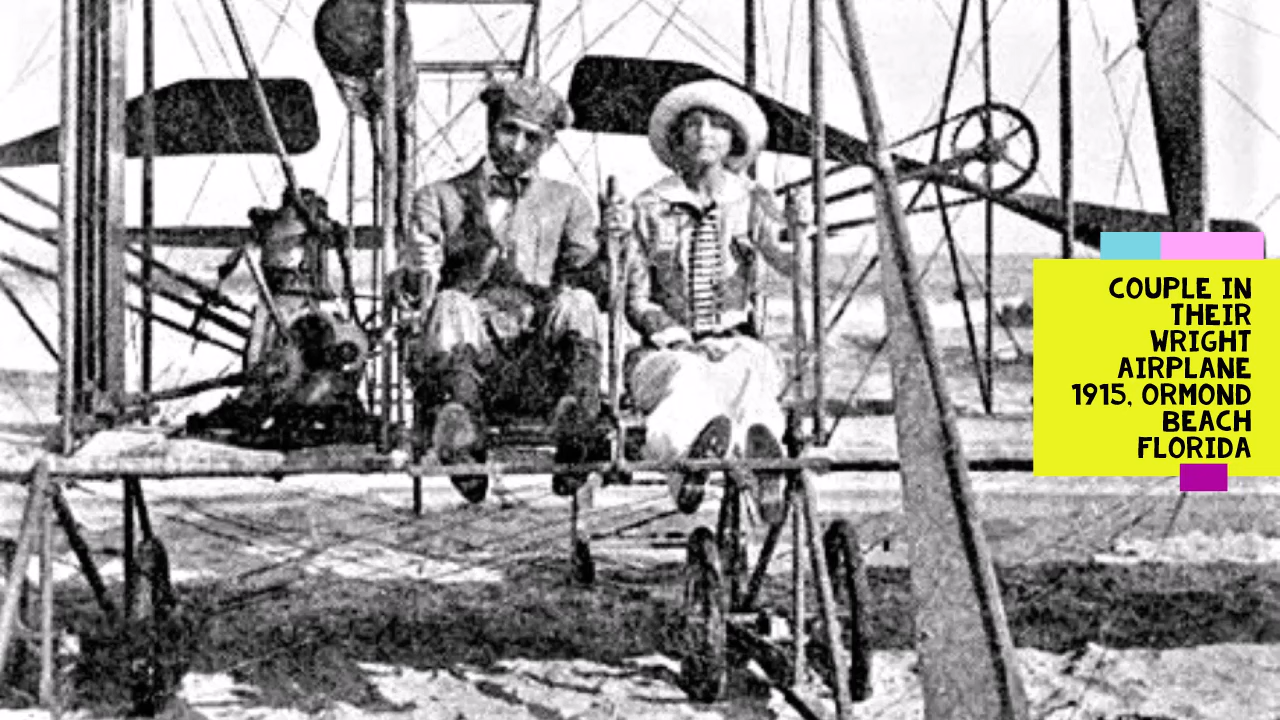 COUPLE IN
THEIR
WRIGHT
AIRPLANE
1915, ORMOND
BEACH
FLORIDA